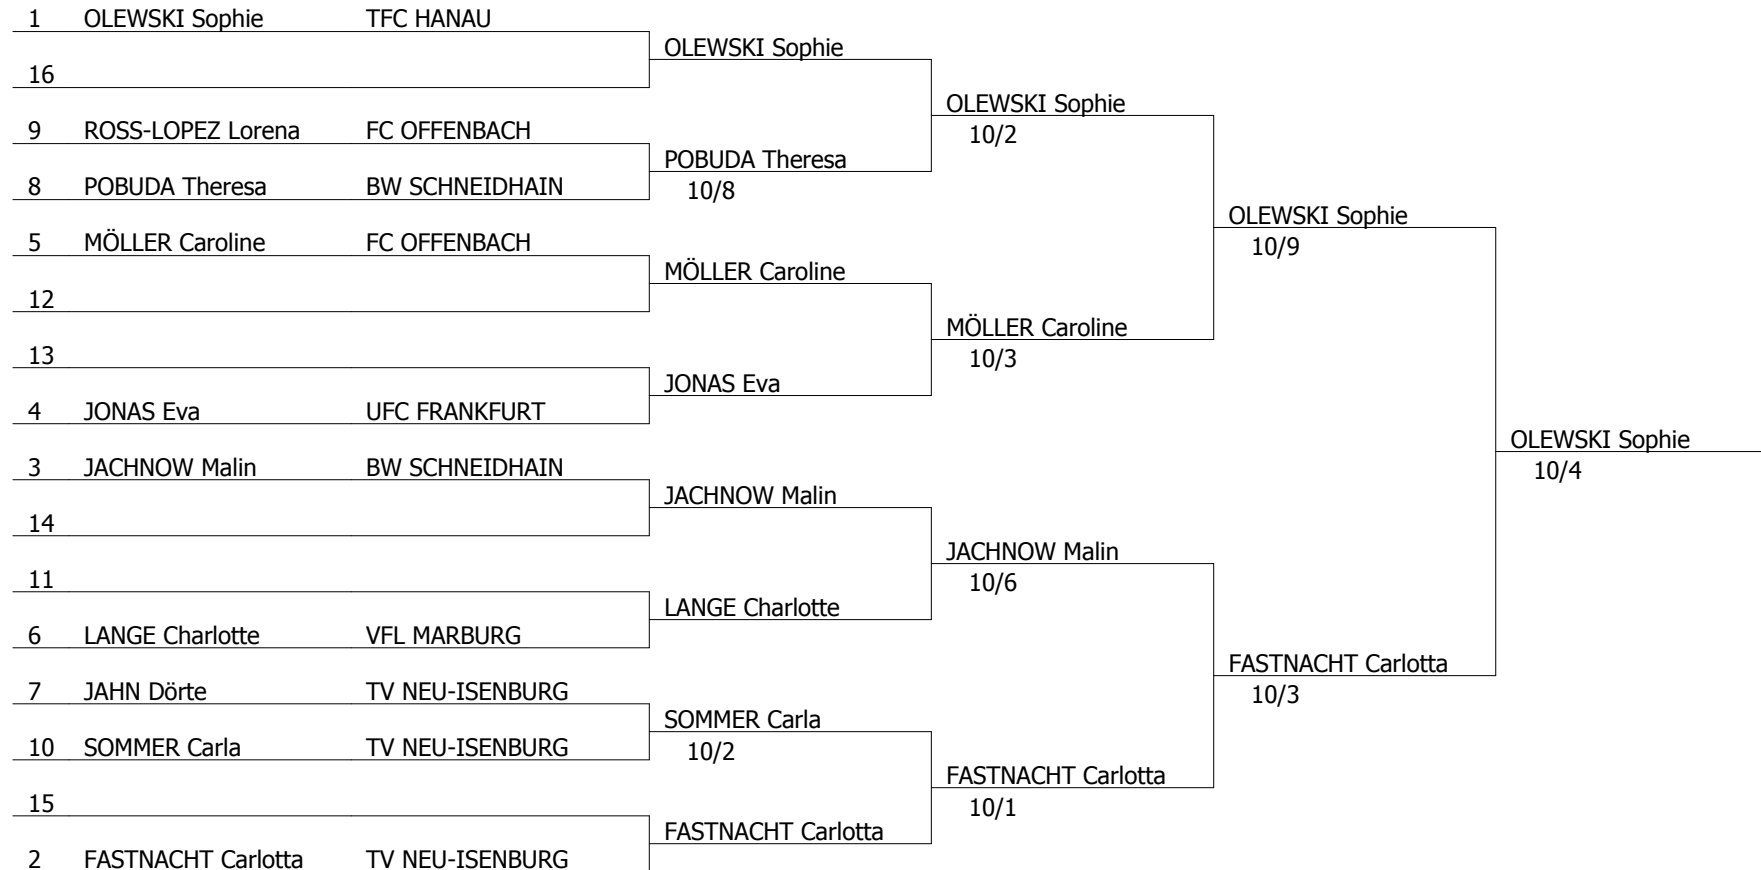 1 OLEWSKI Sophie TFC HANAU
OLEWSKI Sophie
16
OLEWSKI Sophie
10/2
9 ROSS-LOPEZ Lorena FC OFFENBACH
POBUDA Theresa
10/8
8 POBUDA Theresa BW SCHNEIDHAIN
OLEWSKI Sophie
10/9
5 MÖLLER Caroline FC OFFENBACH
MÖLLER Caroline
12
MÖLLER Caroline
10/3
13
JONAS Eva
4 JONAS Eva UFC FRANKFURT
OLEWSKI Sophie
10/4
3 JACHNOW Malin BW SCHNEIDHAIN
JACHNOW Malin
14
JACHNOW Malin
10/6
11
LANGE Charlotte
6 LANGE Charlotte VFL MARBURG
FASTNACHT Carlotta
10/3
7 JAHN Dörte TV NEU-ISENBURG
SOMMER Carla
10/2
10 SOMMER Carla TV NEU-ISENBURG
FASTNACHT Carlotta
10/1
15
FASTNACHT Carlotta
2 FASTNACHT Carlotta TV NEU-ISENBURG